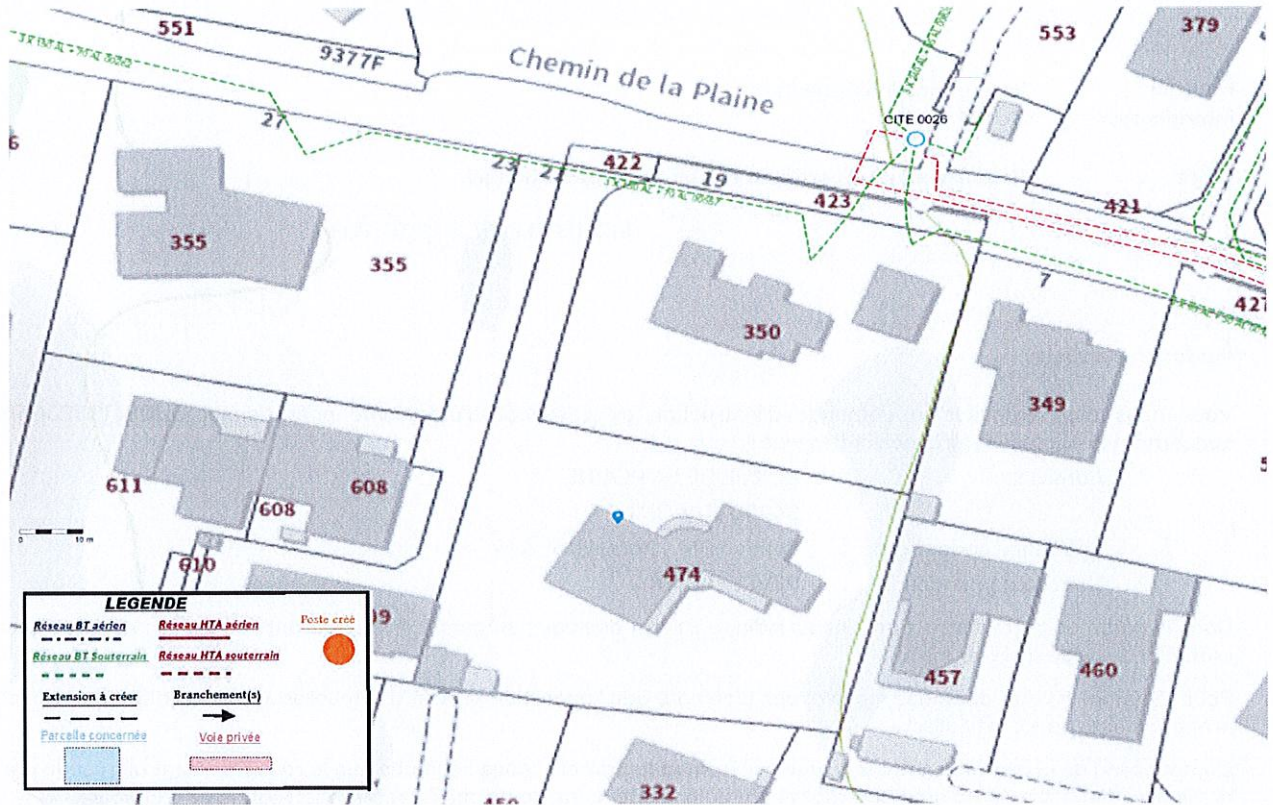 551
9377F
Chemin de la Plaine
553
379
CITE 0026
6
27
23
21
422
19
423
421
427
7
355
355
350
349
611
608
608
610
474
457
460
10 m
332
LEGENDE
Réseau BT aérien
Réseau HTA aérien
Poste créé
Réseau BT Souterrain
Réseau HTA souterrain
Extension à créer
Branchement(s)
Parcelle concernée
Voie privée